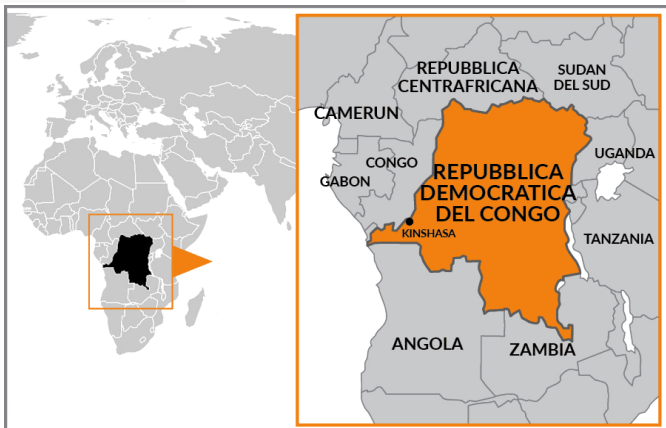 REPUBBLICA
CENTRAFRICANA
SUDAN
DEL SUD
CAMERUN
CONGO
GABON
UGANDA
REPUBBLICA
DEMOCRATICA
DEL CONGO
KINSHASA
TANZANIA
ANGOLA
ZAMBIA